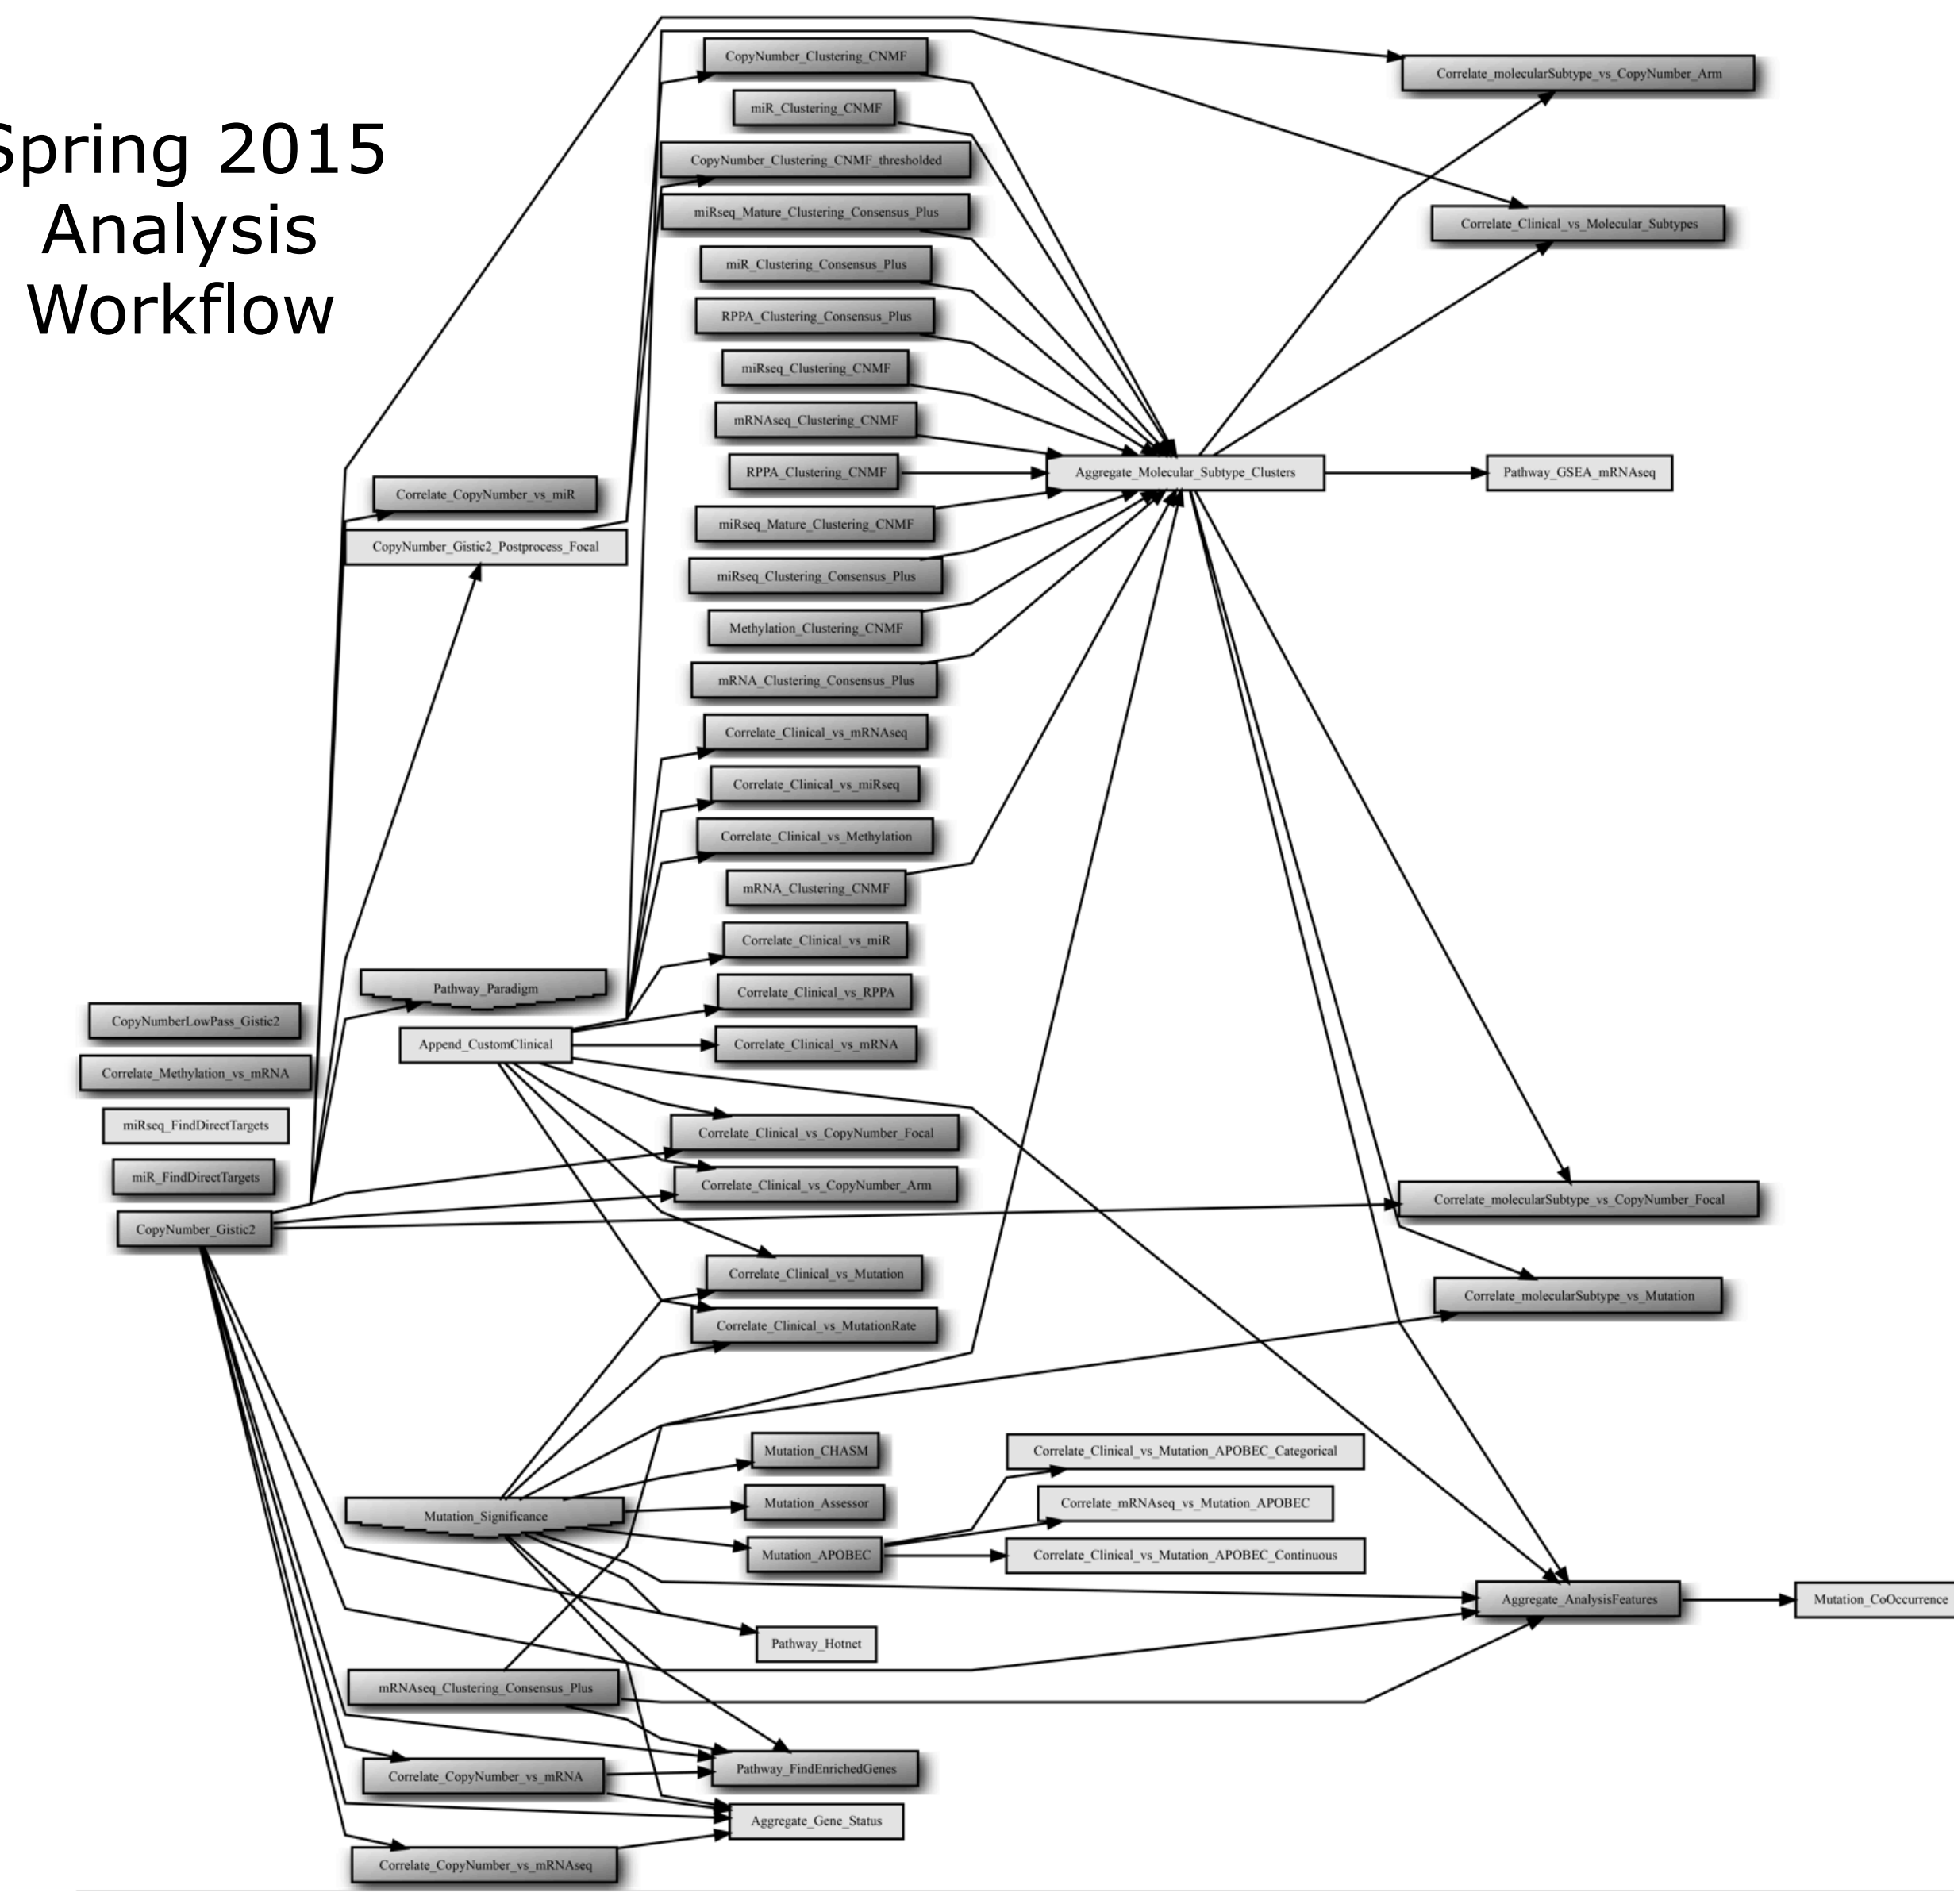 Spring 2015
Analysis
Workflow
CopyNumber_Clustering_CNMF
miR_Clustering_CNMF
CopyNumber_Clustering_CNMF_thresholded
miRseq_Mature_Clustering_Consensus_Plus
miR_Clustering_Consensus_Plus
RPPA_Clustering_Consensus_Plus
miRseq_Clustering_CNMF
mRNAseq_Clustering_CNMF
RPPA_Clustering_CNMF
miRseq_Mature_Clustering_CNMF
miRseq_Clustering_Consensus_Plus
Methylation_Clustering_CNMF
mRNA_Clustering_Consensus_Plus
Correlate_Clinical_vs_mRNAseq
Correlate_Clinical_vs_miRseq
Correlate_Clinical_vs_Methylation
mRNA_Clustering_CNMF
Correlate_Clinical_vs_miR
Correlate_Clinical_vs_RPPA
Correlate_Clinical_vs_mRNA
Correlate_Clinical_vs_CopyNumber_Focal
Correlate_Clinical_vs_CopyNumber_Arm
Correlate_Clinical_vs_Mutation
Correlate_Clinical_vs_MutationRate
Mutation_CHASM
Mutation_Assessor
Mutation_APOBEC
Pathway_Hotnet
Pathway_FindEnrichedGenes
Aggregate_Gene_Status
Correlate_CopyNumber_vs_miR
CopyNumber_Gistic2_Postprocess_Focal
Pathway_Paradigm
Append_CustomClinical
Mutation_Significance
mRNAseq_Clustering_Consensus_Plus
Correlate_CopyNumber_vs_mRNA
Correlate_CopyNumber_vs_mRNAseq
CopyNumberLowPass_Gistic2
Correlate_Methylation_vs_mRNA
miRseq_FindDirectTargets
miR_FindDirectTargets
CopyNumber_Gistic2
Aggregate_Molecular_Subtype_Clusters
Correlate_Clinical_vs_Mutation_APOBEC_Categorical
Correlate_mRNAseq_vs_Mutation_APOBEC
Correlate_Clinical_vs_Mutation_APOBEC_Continuous
Correlate_molecularSubtype_vs_CopyNumber_Arm
Correlate_Clinical_vs_Molecular_Subtypes
Pathway_GSEA_mRNAseq
Correlate_molecularSubtype_vs_CopyNumber_Focal
Correlate_molecularSubtype_vs_Mutation
Aggregate_AnalysisFeatures
Mutation_CoOccurrence